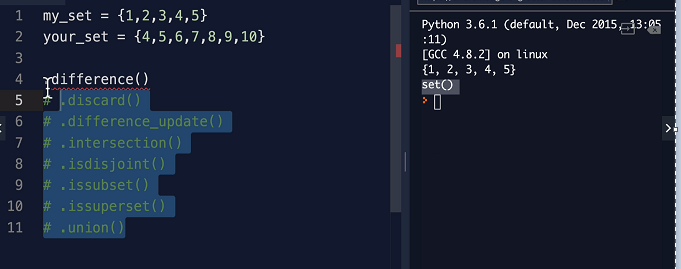 1 my_set = {1,2,3,4,5}
2 your_set = {4,5,6,7,8,9,10}
3
4 .difference()
5 # .discard()
6 # .difference_update()
7 # .intersection()
8 # .isdisjoint()
9 # .issubset()
10 # .issuperset()
11 # .union()
Python 3.6.1 (default, Dec 2015, 13:05
:11)
[GCC 4.8.2] on linux
{1, 2, 3, 4, 5}
set()